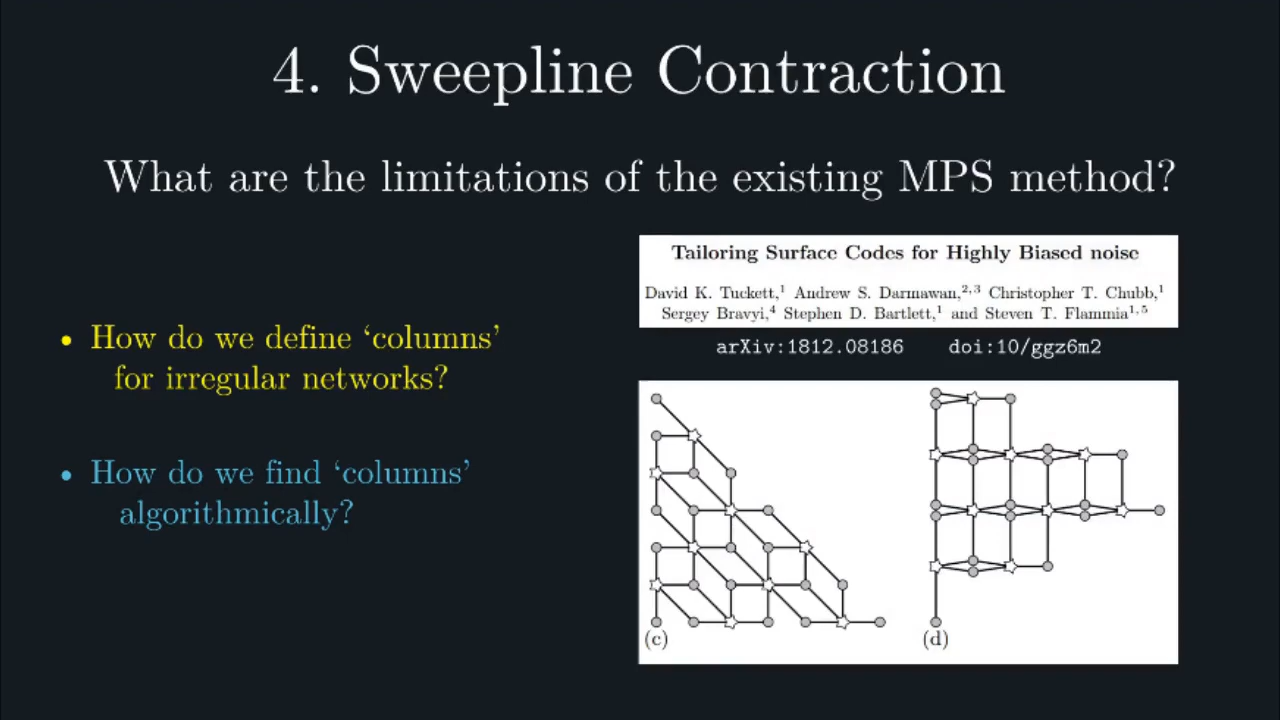 4. Sweepline Contraction
What are the limitations of the existing MPS method?
• How do we define ‘columns’
for irregular networks?
• How do we find ‘columns’
algorithmically?
Tailoring Surface Codes for Highly Biased noise
David K. Tuckett,¹ Andrew S. Darmawan,²,³ Christopher T. Chubb,¹
Sergey Bravyi,⁴ Stephen D. Bartlett,¹ and Steven T. Flammia¹,⁵
arXiv:1812.08186 doi:10/ggz6m2
(c) (d)